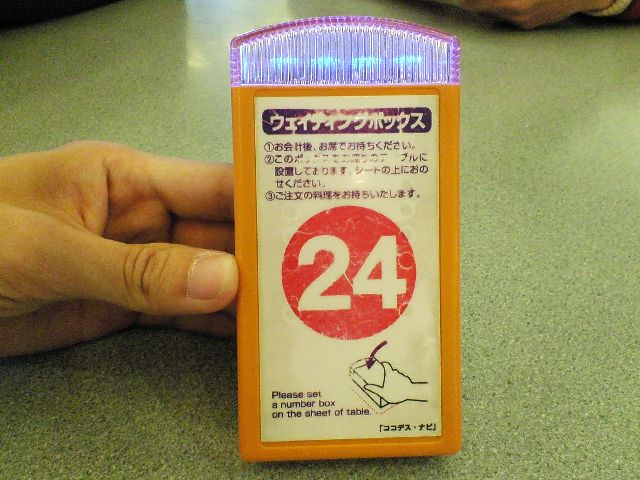 ウェイティングボックス
①お会計後、お席でお待ちください。
②このボックスをお座りのテーブルに
設置しております、シートの上におの
せください。
③ご注文の料理をお持ちいたします。
24
Please set
a number box
on the sheet of table.
「ココデス・ナビ」